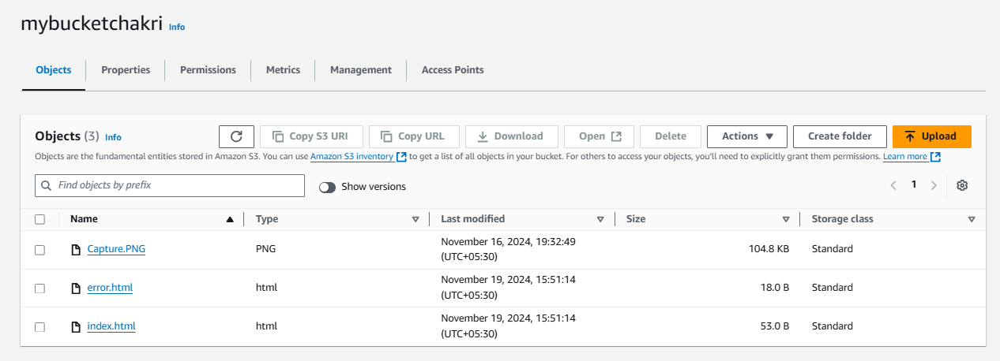 mybucketchakri Info
Objects Properties Permissions Metrics Management Access Points
Objects (3) Info Copy S3 URI Copy URL Download Open Delete Actions Create folder Upload
Objects are the fundamental entities stored in Amazon S3. You can use Amazon S3 inventory to get a list of all objects in your bucket. For others to access your objects, you'll need to explicitly grant them permissions. Learn more
Find objects by prefix Show versions 1
Name Type Last modified Size Storage class
Capture.PNG PNG November 16, 2024, 19:32:49 (UTC+05:30) 104.8 KB Standard
error.html html November 19, 2024, 15:51:14 (UTC+05:30) 18.0 B Standard
index.html html November 19, 2024, 15:51:14 (UTC+05:30) 53.0 B Standard